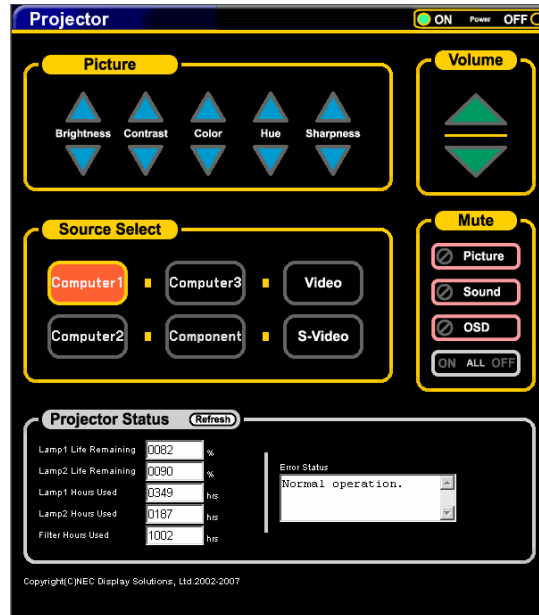 Projector
ON Power OFF
Picture
Brightness Contrast Color Hue Sharpness
Volume
Source Select
Computer1 Computer3 Video
Computer2 Component S-Video
Mute
Picture
Sound
OSD
ON ALL OFF
Projector Status Refresh
Lamp1 Life Remaining 0082 %
Lamp2 Life Remaining 0090 %
Lamp1 Hours Used 0349 hrs
Lamp2 Hours Used 0187 hrs
Filter Hours Used 1002 hrs
Error Status
Normal operation.
Copyright(C)NEC Display Solutions, Ltd.2002-2007